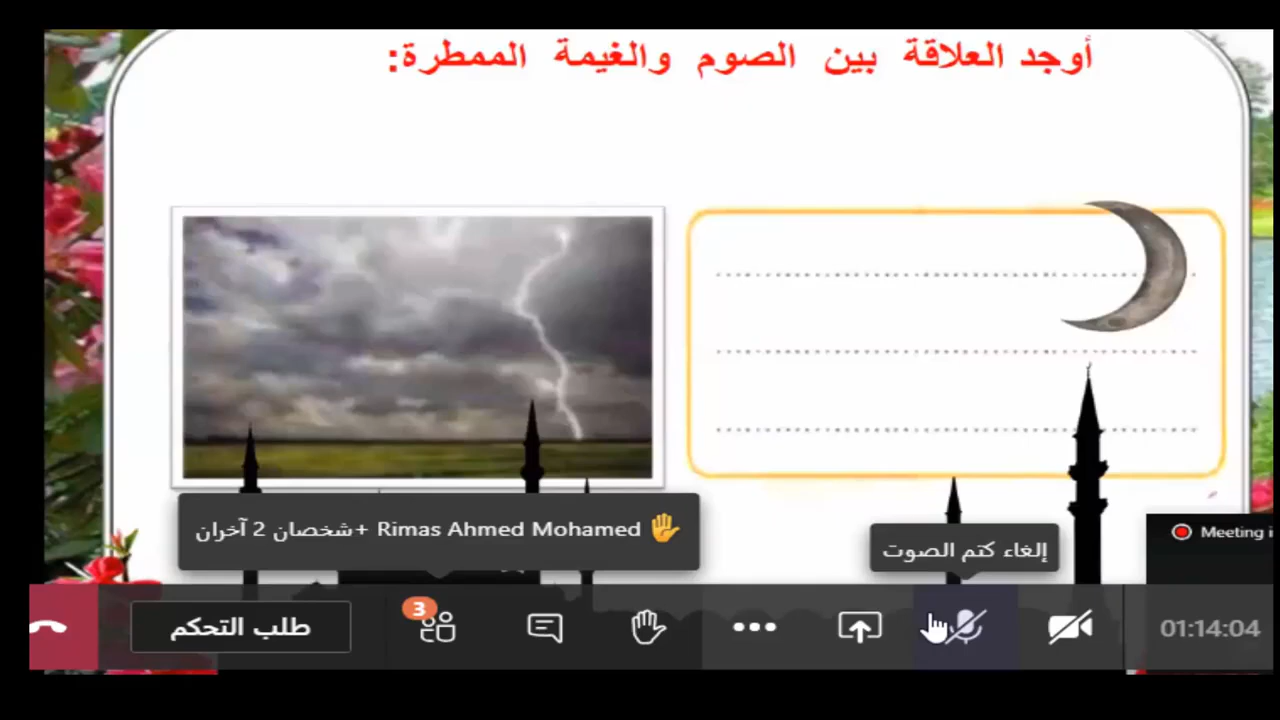 أوجد العلاقة بين الصوم والغيمة الممطرة:
Rimas Ahmed Mohamed +شخصان 2 آخران
إلغاء كتم الصوت
Meeting i
طلب التحكم
3
01:14:04